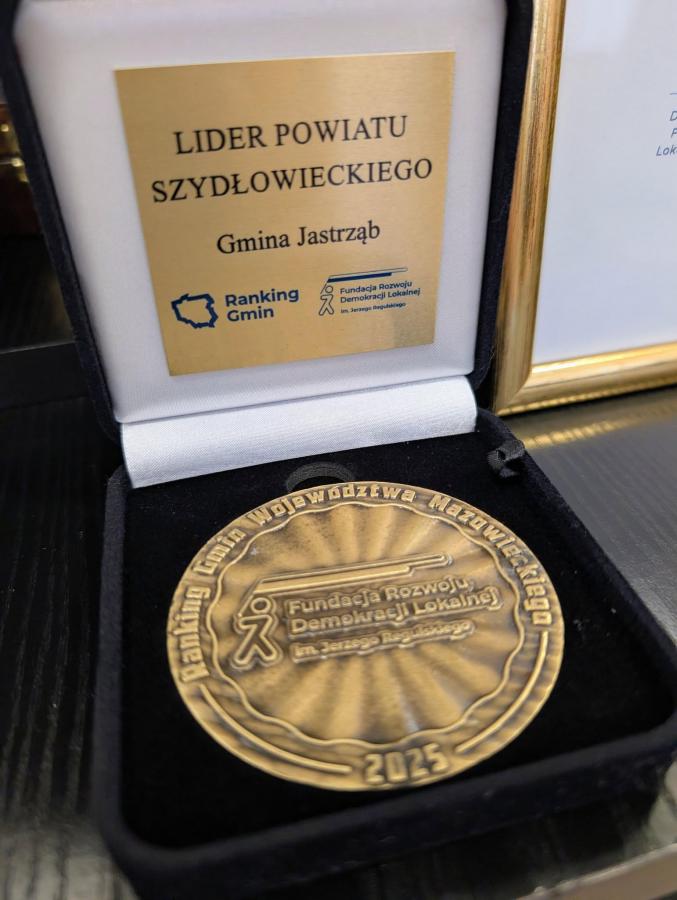 LIDER POWIATU
SZYDŁOWIECKIEGO
Gmina Jastrząb
Ranking
Gmin
Fundacja Rozwoju
Demokracji Lokalnej
im. Jerzego Regulskiego
Ranking Gmin Województwa Mazowieckiego
Fundacja Rozwoju
Demokracji Lokalnej
im. Jerzego Regulskiego
2025